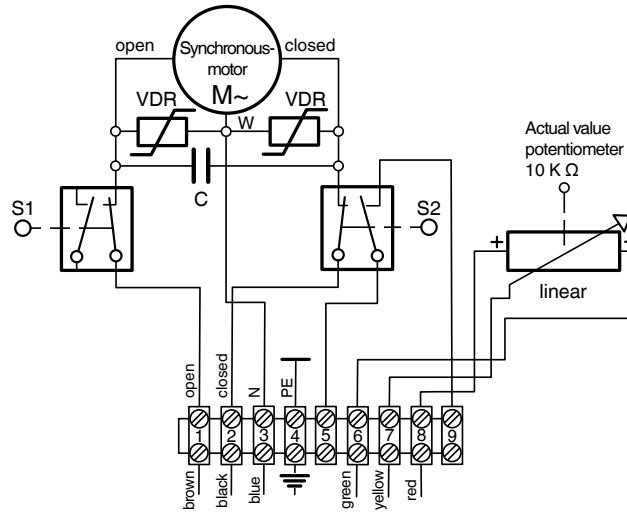 open
closed
Synchronous-
motor
M~
VDR
VDR
W
C
S1
S2
Actual value
potentiometer
10 K Ω
+
linear
open
closed
N
PE
1
2
3
4
5
6
7
8
9
brown
black
blue
green
yellow
red